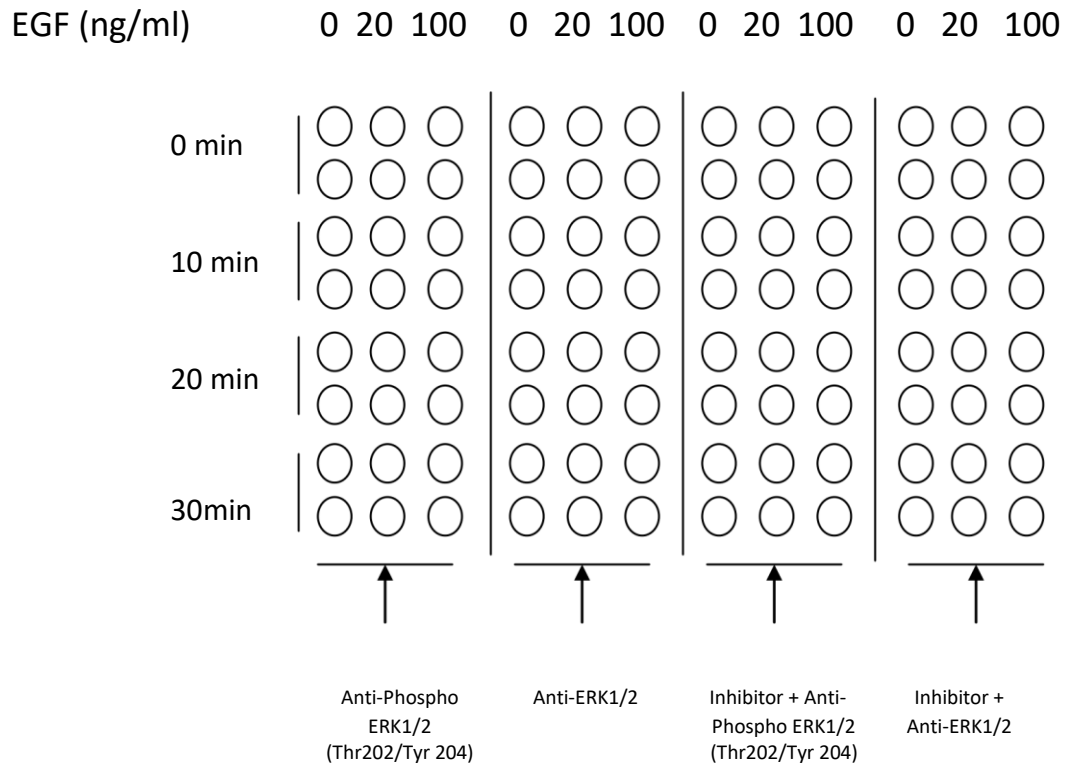 EGF (ng/ml) 0 20 100 0 20 100 0 20 100 0 20 100
0 min
10 min
20 min
30min
Anti-Phospho
ERK1/2
(Thr202/Tyr 204)
Anti-ERK1/2
Inhibitor + Anti-
Phospho ERK1/2
(Thr202/Tyr 204)
Inhibitor +
Anti-ERK1/2